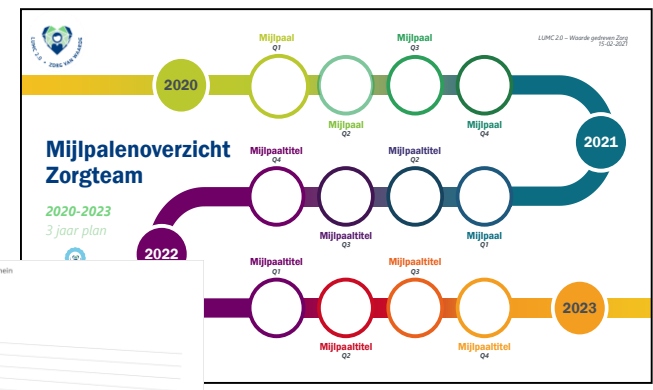 LUMC 2.0 • ZORG VAN WAARDE
LUMC 2.0 – Waarde gedreven Zorg
15-02-2021
Mijlpaal
Q1
Mijlpaal
Q3
2020
Mijlpaal
Q2
Mijlpaal
Q4
2021
Mijlpalenoverzicht
Zorgteam
2020-2023
3 jaar plan
Mijlpaaltitel
Q4
Mijlpaaltitel
Q2
Mijlpaaltitel
Q3
Mijlpaal
Q1
2022
Mijlpaaltitel
Q1
Mijlpaaltitel
Q3
2023
Mijlpaaltitel
Q2
Mijlpaaltitel
Q4